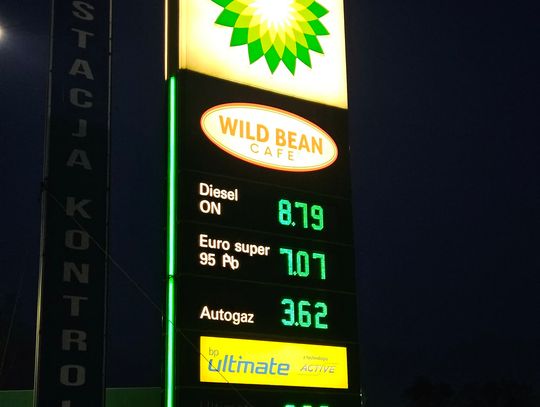 STACJA KONTROL
WILD BEAN
CAFE
Diesel
ON
8.79
Euro super
95 Pb
7.07
Autogaz
3.62
bp
ultimate
z technologią
ACTIVE